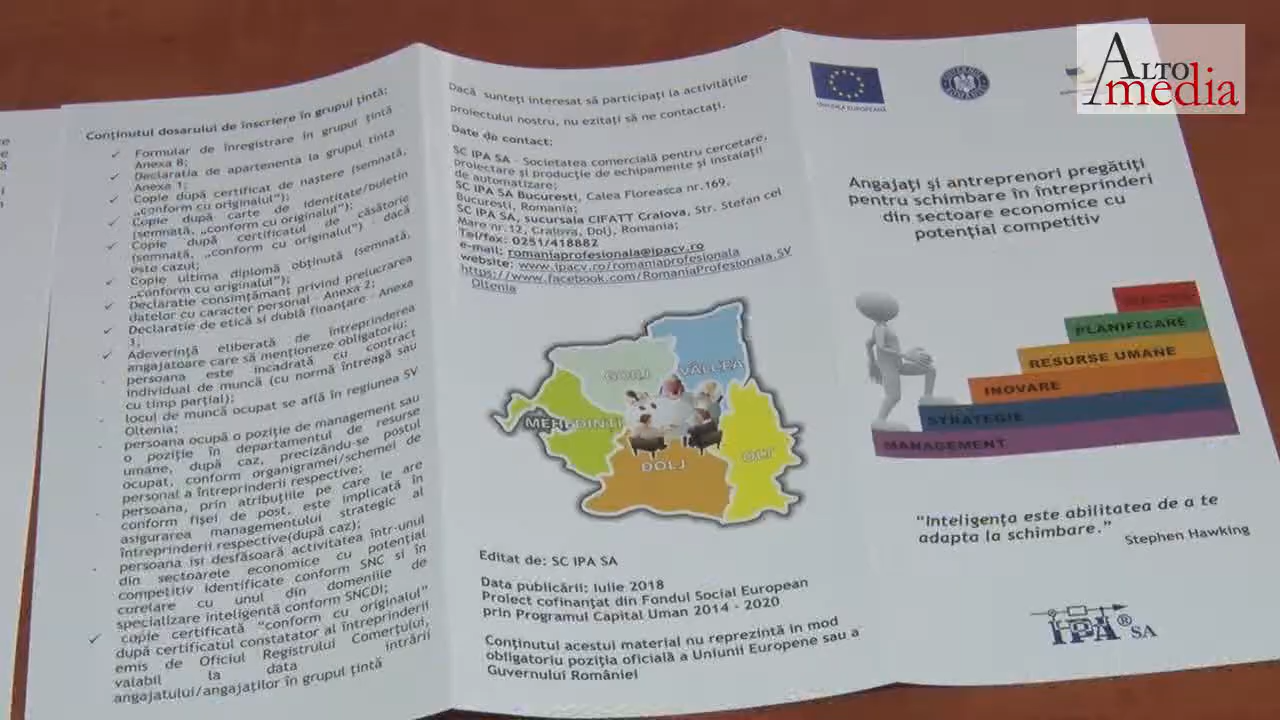 Conținutul dosarului de înscriere în grupul țintă:
Formular de înregistrare in grupul țintă
Anexa 8;
Declaratia de apartenenta la grupul tinta
Anexa 1;
Copie după certificat de naștere (semnată,
„conform cu originalul");
Copie după carte de identitate/buletin
(semnată, „conform cu originalul");
Copie după certificatul de căsătorie
(semnată, „conform cu originalul") - dacă
este cazul;
Copie ultima diplomă obținută (semnată,
„conform cu originalul");
Declaratie consimțământ privind prelucrarea
datelor cu caracter personal - Anexa 2;
Declaratie de etică si dublă finanțare - Anexa
3;
Adeverință eliberată de întreprinderea
angajatoare care să menționeze obligatoriu:
persoana este încadrată cu contract
individual de muncă (cu normă întreagă sau
cu timp parțial);
locul de muncă ocupat se află în regiunea SV
Oltenia;
persoana ocupă o poziție de management sau
o poziție în departamentul de resurse
umane, după caz, precizându-se postul
ocupat, conform organigramei/schemei de
personal a întreprinderii respective;
persoana, prin atribuțiile pe care le are
conform fișei de post, este implicată în
asigurarea managementului strategic al
întreprinderii respective(după caz);
persoana isi desfăsoară activitatea într-unul
din sectoarele economice cu potențial
competitiv identificate conform SNC si în
corelare cu unul din domeniile de
specializare inteligentă conform SNCDI;
copie certificată "conform cu originalul"
după certificatul constatator al întreprinderii
emis de Oficiul Registrului Comerțului,
valabil la data intrării
angajatului/angajaților în grupul țintă
Dacă sunteți interesat să participați la activitățile
proiectului nostru, nu ezitați să ne contactați.
Date de contact:
SC IPA SA - Societatea comercială pentru cercetare,
proiectare și producție de echipamente și instalații
de automatizare;
SC IPA SA Bucuresti, Calea Floreasca nr.169,
București, Romania;
SC IPA SA, sucursala CIFATT Craiova, Str. Stefan cel
Mare nr.12, Craiova, Dolj, Romania;
Tel/fax: 0251/418882
e-mail: romaniaprofesionala@ipacv.ro
website: www.ipacv.ro/romaniaprofesionala
https://www.facebook.com/RomaniaProfesionala.SV
Oltenia
GORJ
VÂLCEA
MEHEDINTI
DOLJ
OLT
Editat de: SC IPA SA
Data publicării: Iulie 2018
Proiect cofinanțat din Fondul Social European
prin Programul Capital Uman 2014 - 2020
Conținutul acestui material nu reprezintă in mod
obligatoriu poziția oficială a Uniunii Europene sau a
Guvernului României
UNIUNEA EUROPEANĂ
ALTO
media
Angajați și antreprenori pregătiți
pentru schimbare în întreprinderi
din sectoare economice cu
potențial competitiv
PLANIFICARE
RESURSE UMANE
INOVARE
STRATEGIE
MANAGEMENT
"Inteligența este abilitatea de a te
adapta la schimbare."
Stephen Hawking
IPA® SA